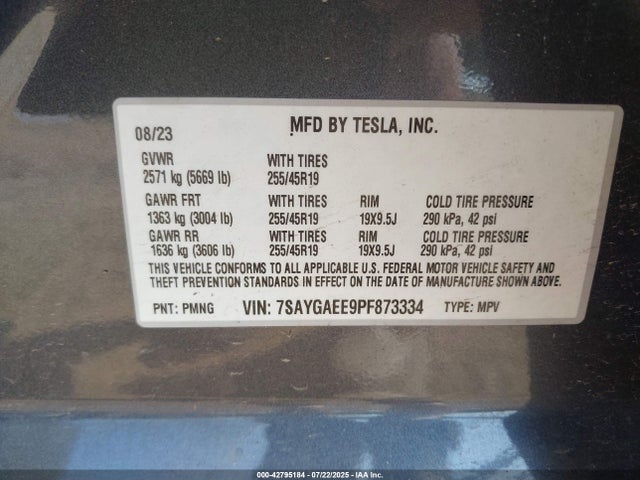 MFD BY TESLA, INC.
08/23
GVWR WITH TIRES
2571 kg (5669 lb) 255/45R19
GAWR FRT WITH TIRES RIM COLD TIRE PRESSURE
1363 kg (3004 lb) 255/45R19 19X9.5J 290 kPa, 42 psi
GAWR RR WITH TIRES RIM COLD TIRE PRESSURE
1636 kg (3606 lb) 255/45R19 19X9.5J 290 kPa, 42 psi
THIS VEHICLE CONFORMS TO ALL APPLICABLE U.S. FEDERAL MOTOR VEHICLE SAFETY AND
THEFT PREVENTION STANDARDS IN EFFECT ON THE DATE OF MANUFACTURE SHOWN ABOVE.
PNT: PMNG VIN: 7SAYGAEE9PF873334 TYPE: MPV
000-42795184 - 07/22/2025 - IAA Inc.